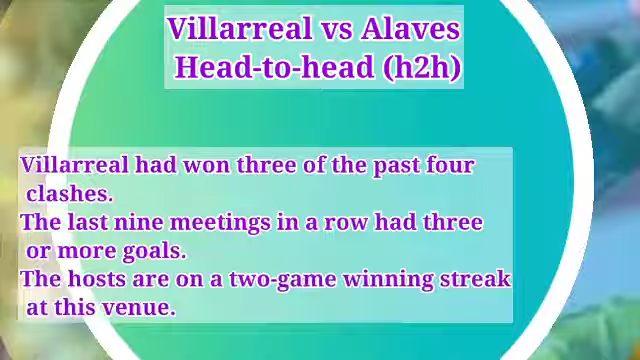 Villarreal vs Alaves
Head-to-head (h2h)
Villarreal had won three of the past four
clashes.
The last nine meetings in a row had three
or more goals.
The hosts are on a two-game winning streak
at this venue.